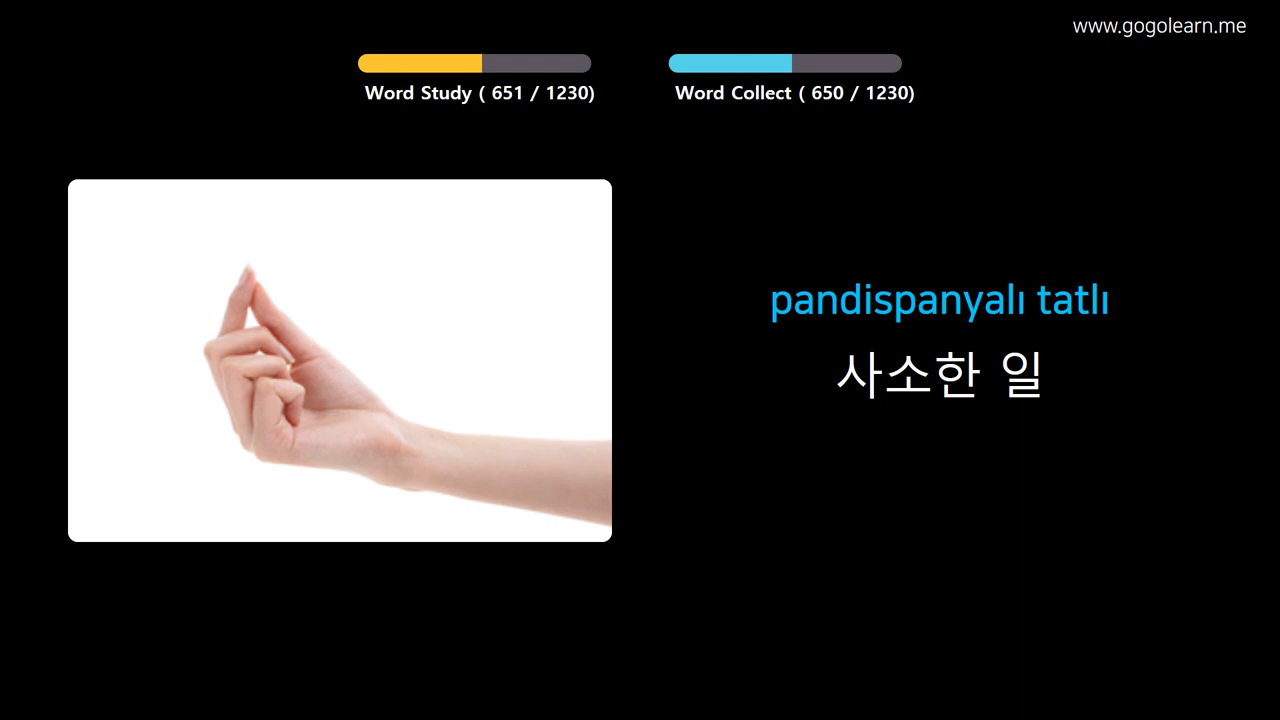 www.gogolearn.me
Word Study ( 651 / 1230)
Word Collect ( 650 / 1230)
pandispanyalı tatlı
사소한 일